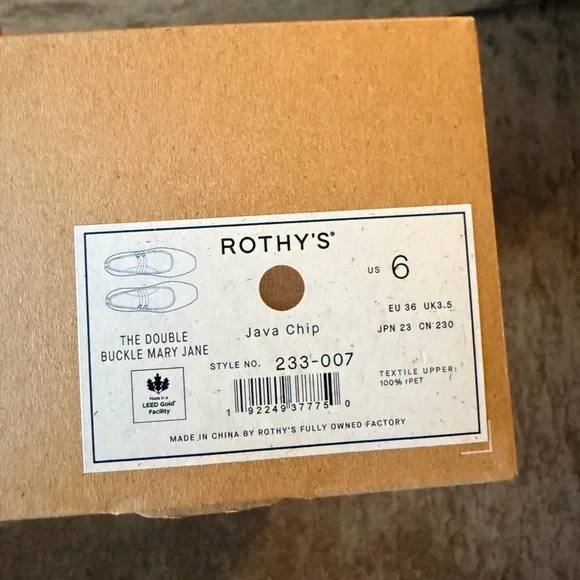 ROTHY'S®
US 6
EU 36 UK3.5
JPN 23 CN 230
Java Chip
THE DOUBLE
BUCKLE MARY JANE
STYLE NO. 233-007
TEXTILE UPPER:
100% rPET
Made in a
LEED Gold®
Facility
1 92249 37775 0
MADE IN CHINA BY ROTHY'S FULLY OWNED FACTORY